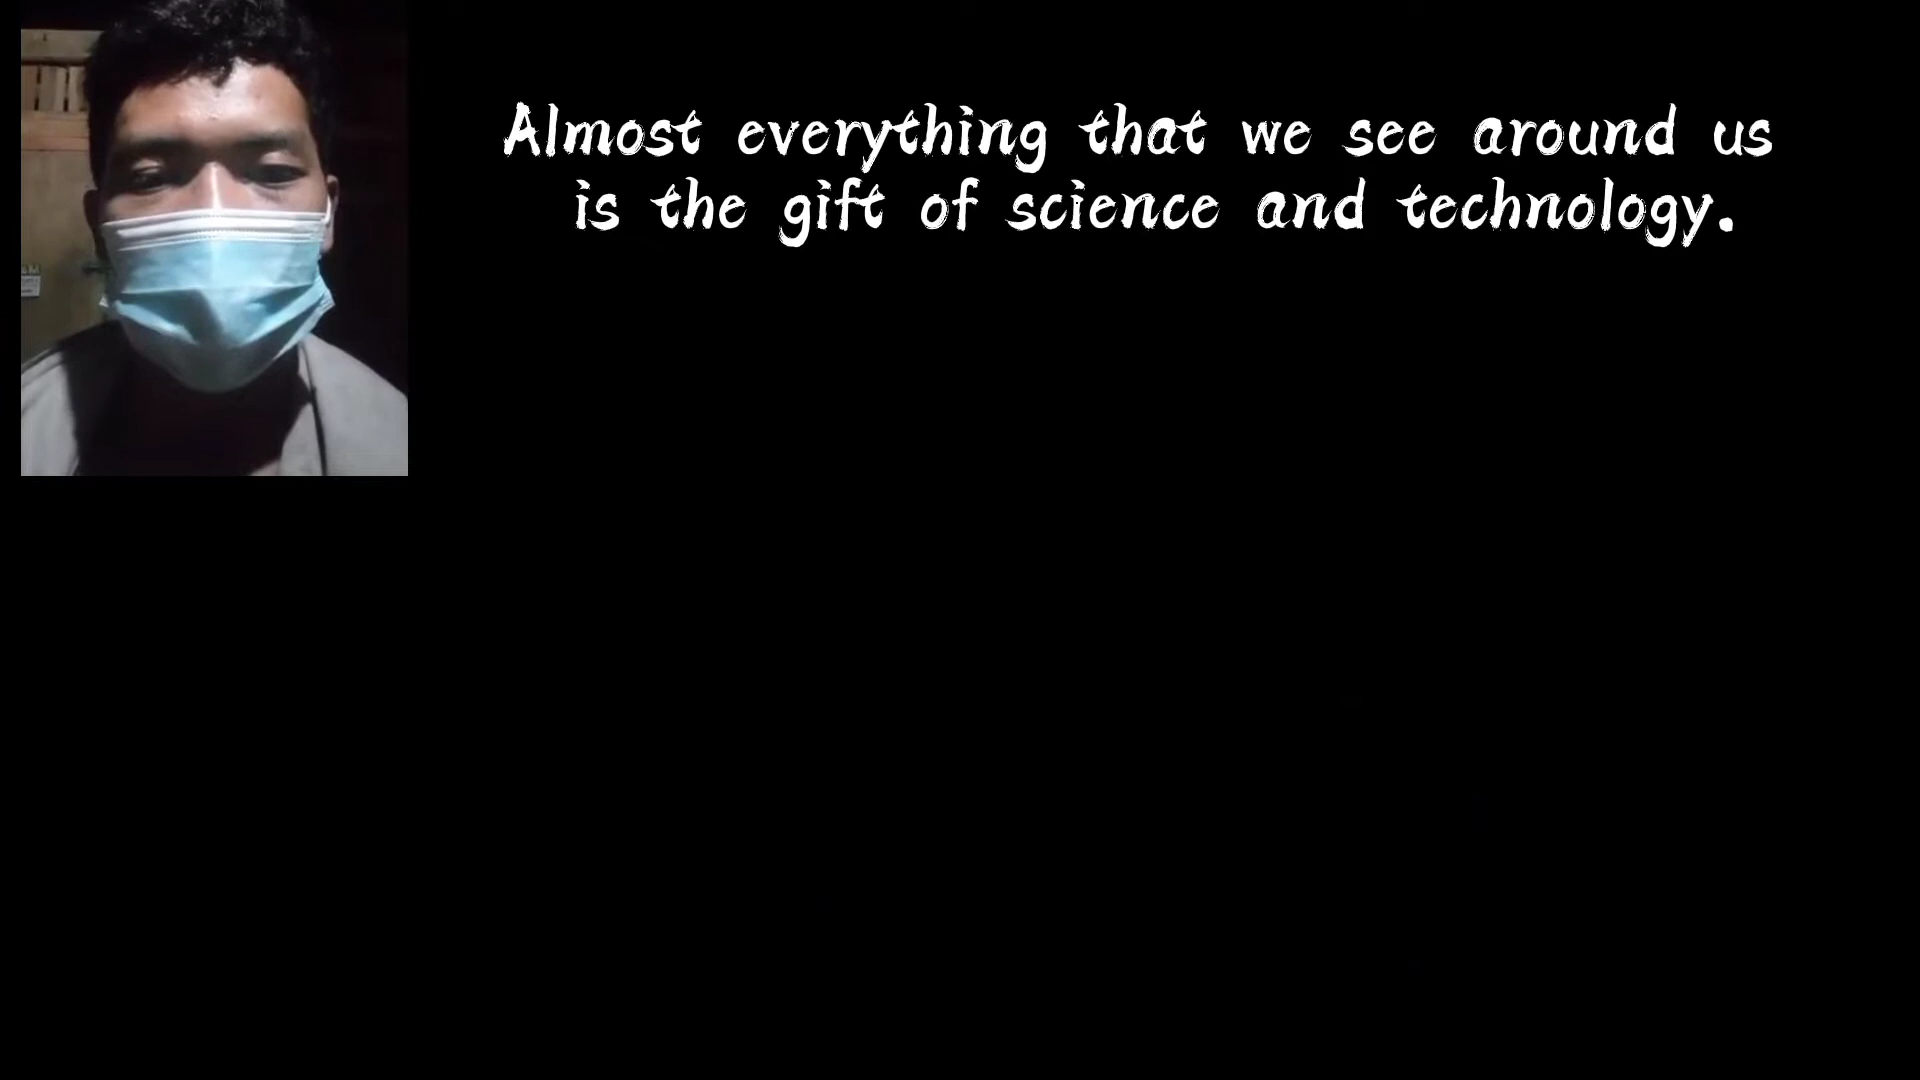 Almost everything that we see around us
is the gift of science and technology.